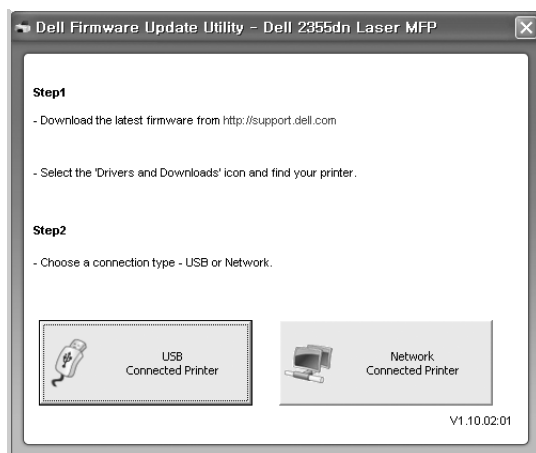 Dell Firmware Update Utility - Dell 2355dn Laser MFP
Step1
- Download the latest firmware from http://support.dell.com
- Select the 'Drivers and Downloads' icon and find your printer.
Step2
- Choose a connection type - USB or Network.
USB
Connected Printer
Network
Connected Printer
V1.10.02:01